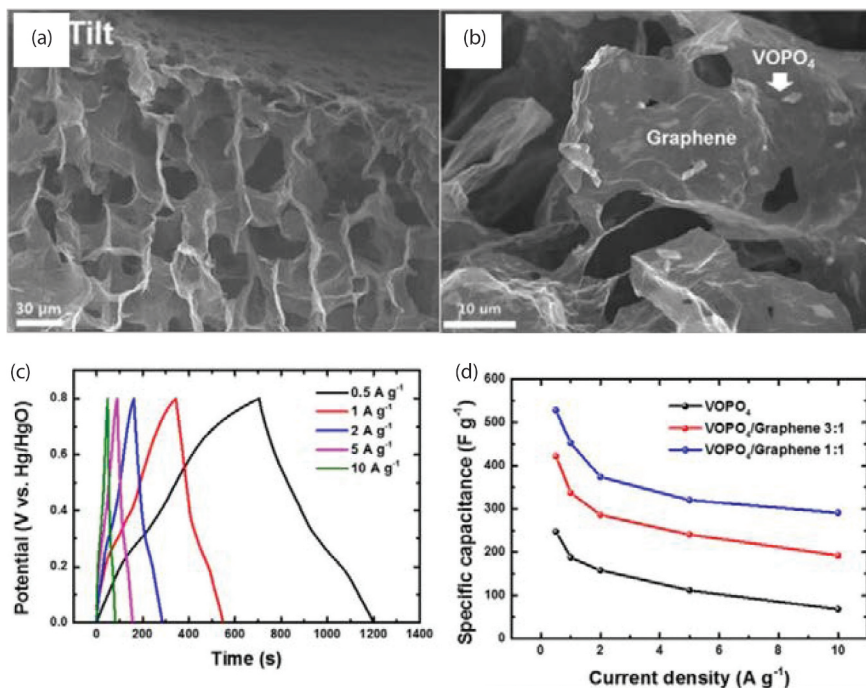 (a)
Tilt
30 µm
(b)
VOPO₄
Graphene
10 um
(c)
0.8
0.6
0.4
0.2
0.0
Potential (V vs. Hg/HgO)
0.5 A g⁻¹
1 A g⁻¹
2 A g⁻¹
5 A g⁻¹
10 A g⁻¹
0 200 400 600 800 1000 1200 1400
Time (s)
(d)
600
500
400
300
200
100
0
Specific capacitance (F g⁻¹)
VOPO₄
VOPO₄/Graphene 3:1
VOPO₄/Graphene 1:1
0 2 4 6 8 10
Current density (A g⁻¹)